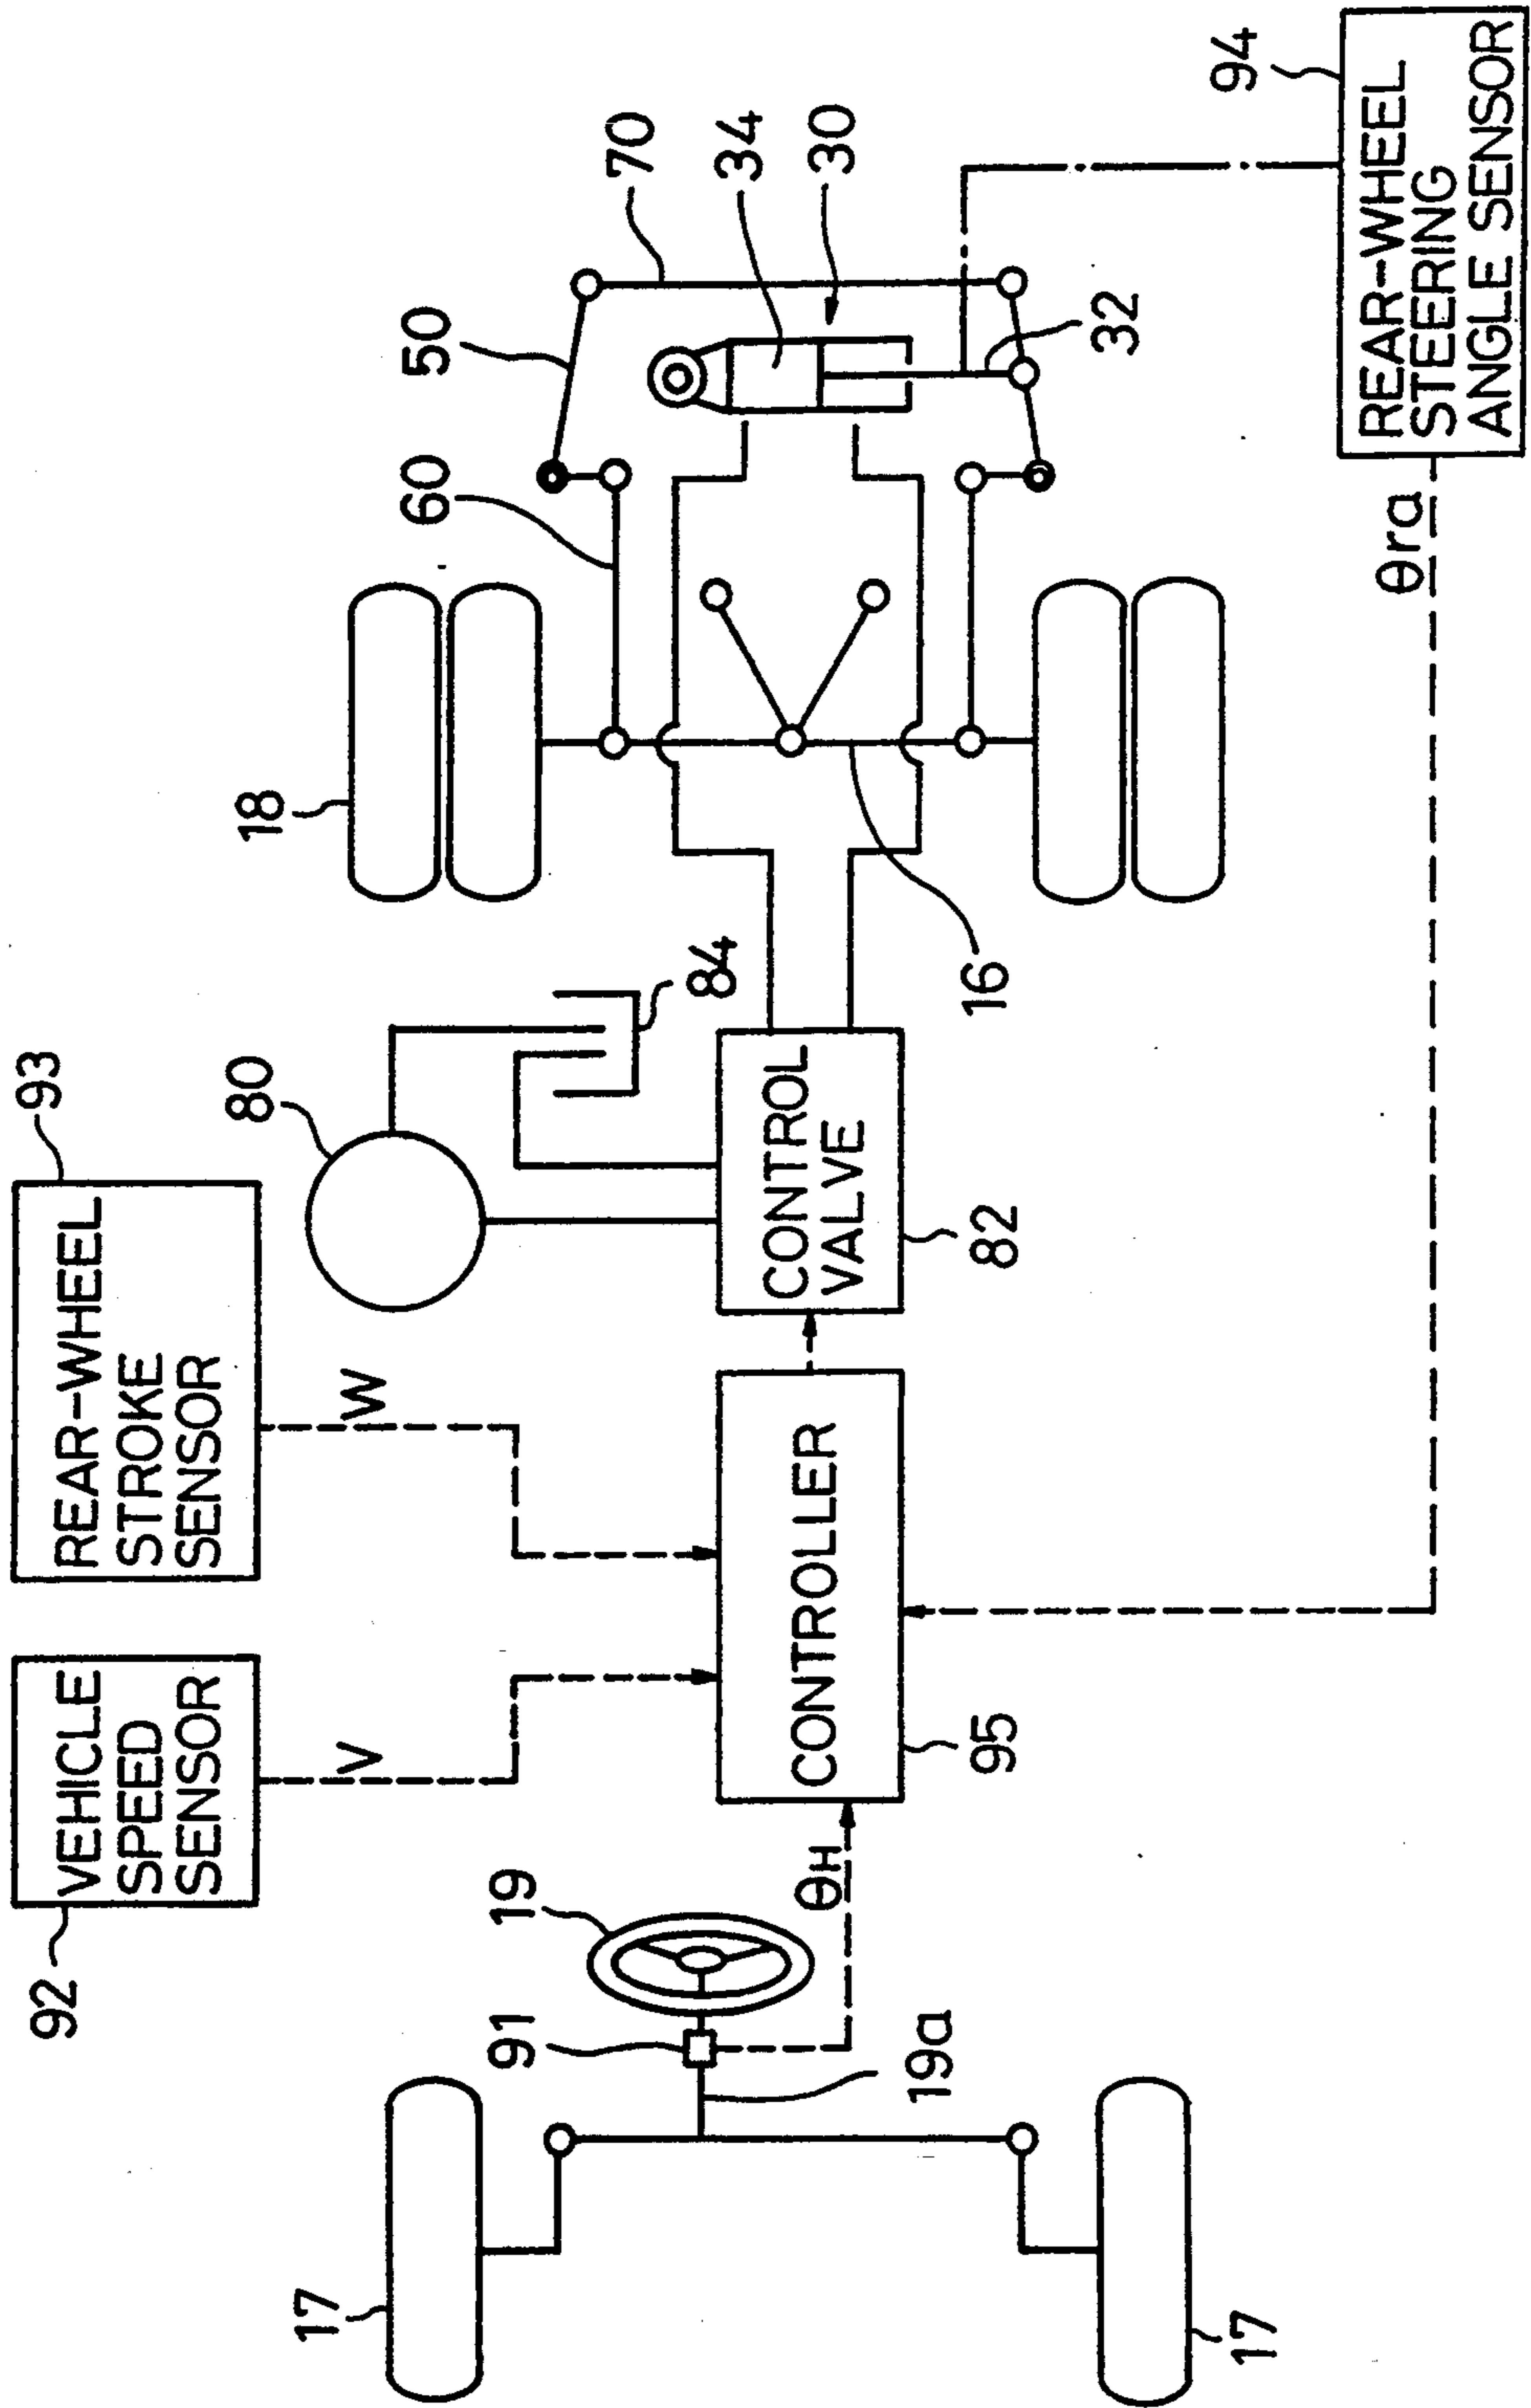 92
VEHICLE
SPEED
SENSOR
V
93
REAR-WHEEL
STROKE
SENSOR
W
80
84
18
60
50
70
34
30
32
17
91
19
19a
θH
CONTROLLER
95
CONTROL
VALVE
82
16
17
θra
94
REAR-WHEEL
STEERING
ANGLE SENSOR